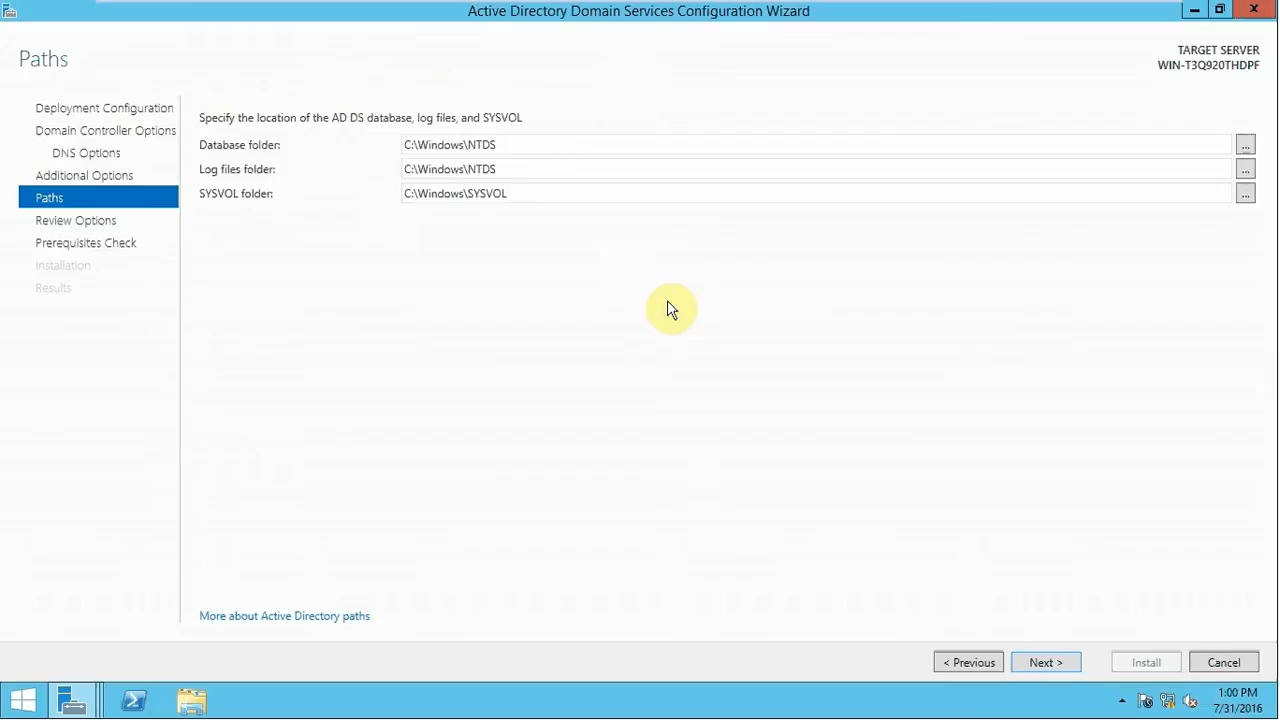 Active Directory Domain Services Configuration Wizard
Paths
TARGET SERVER
WIN-T3Q920THDPF
Deployment Configuration
Domain Controller Options
DNS Options
Additional Options
Paths
Review Options
Prerequisites Check
Installation
Results
Specify the location of the AD DS database, log files, and SYSVOL
Database folder: C:\Windows\NTDS ...
Log files folder: C:\Windows\NTDS ...
SYSVOL folder: C:\Windows\SYSVOL ...
More about Active Directory paths
< Previous Next > Install Cancel
1:00 PM
7/31/2016